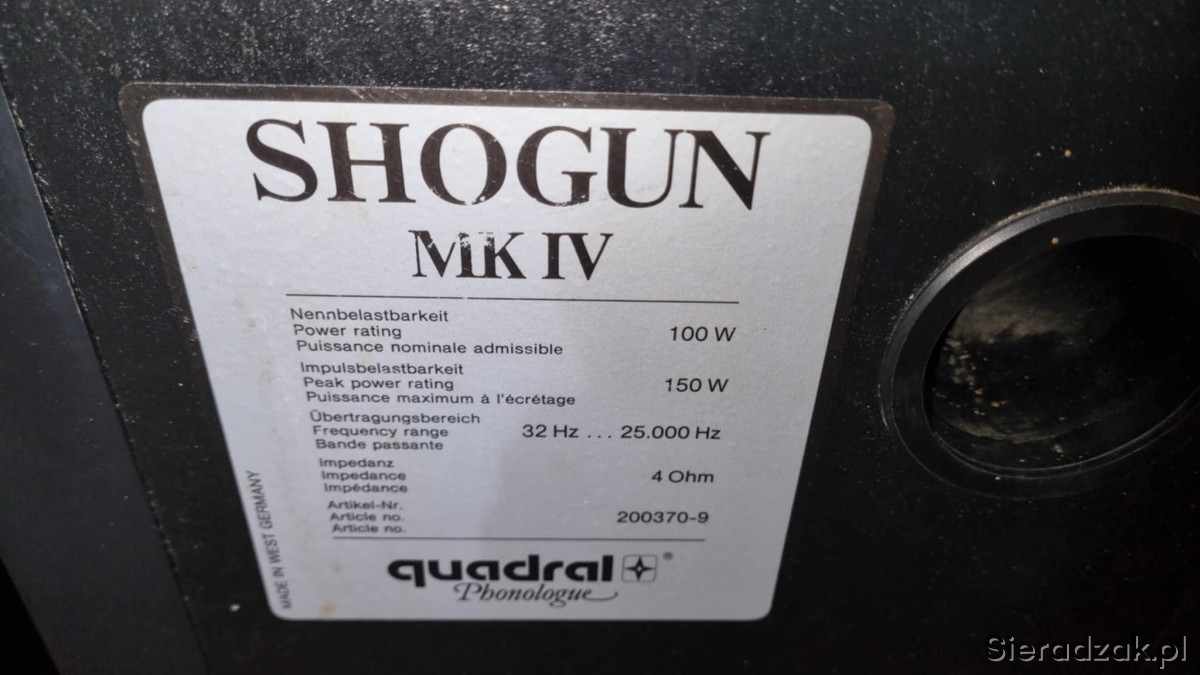 SHOGUN
MK IV
Nennbelastbarkeit
Power rating 100 W
Puissance nominale admissible
Impulsbelastbarkeit
Peak power rating 150 W
Puissance maximum à l'écrétage
Übertragungsbereich
Frequency range 32 Hz ... 25.000 Hz
Bande passante
Impedanz
Impedance 4 Ohm
Impédance
Artikel-Nr.
Article no. 200370-9
Article no.
MADE IN WEST GERMANY
quadral®
Phonologue
Sieradzak.pl